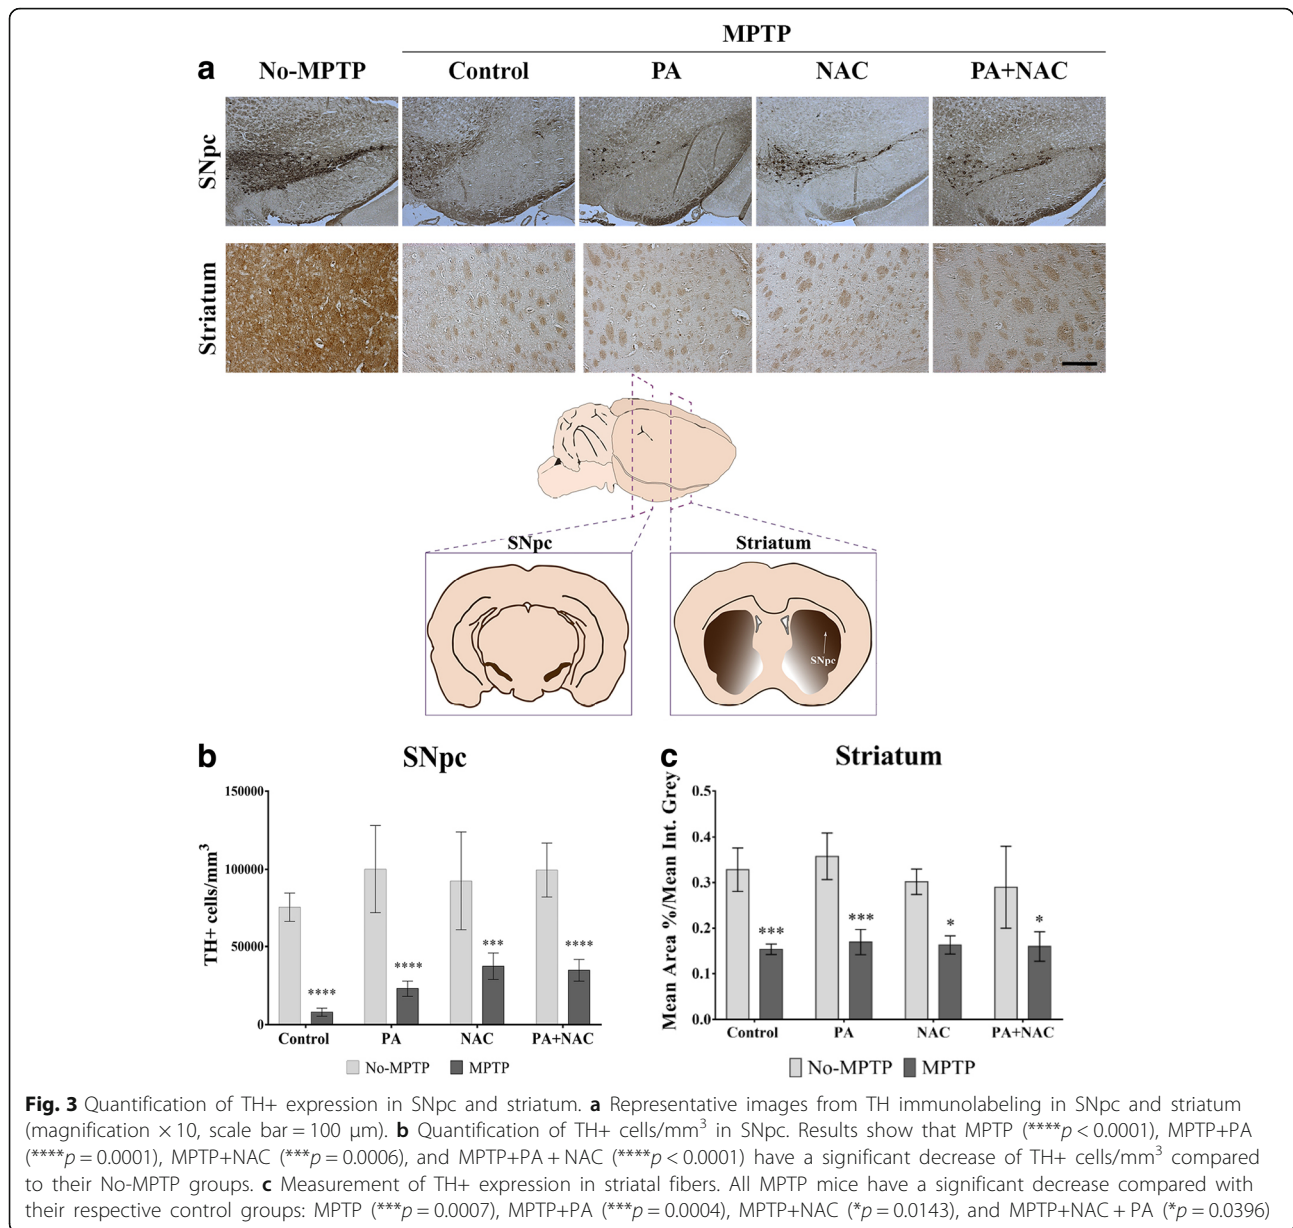 MPTP
a No-MPTP Control PA NAC PA+NAC
SNpc
Striatum
SNpc Striatum
SNpc
b SNpc
TH+ cells/mm³
150000
100000
50000
0
**** **** *** ****
Control PA NAC PA+NAC
No-MPTP MPTP
c Striatum
Mean Area %/Mean Int. Grey
0.5
0.4
0.3
0.2
0.1
0.0
*** *** * *
Control PA NAC PA+NAC
No-MPTP MPTP
Fig. 3 Quantification of TH+ expression in SNpc and striatum. a Representative images from TH immunolabeling in SNpc and striatum
(magnification × 10, scale bar = 100 μm). b Quantification of TH+ cells/mm³ in SNpc. Results show that MPTP (****p < 0.0001), MPTP+PA
(****p = 0.0001), MPTP+NAC (***p = 0.0006), and MPTP+PA + NAC (****p < 0.0001) have a significant decrease of TH+ cells/mm³ compared
to their No-MPTP groups. c Measurement of TH+ expression in striatal fibers. All MPTP mice have a significant decrease compared with
their respective control groups: MPTP (***p = 0.0007), MPTP+PA (***p = 0.0004), MPTP+NAC (*p = 0.0143), and MPTP+NAC + PA (*p = 0.0396)